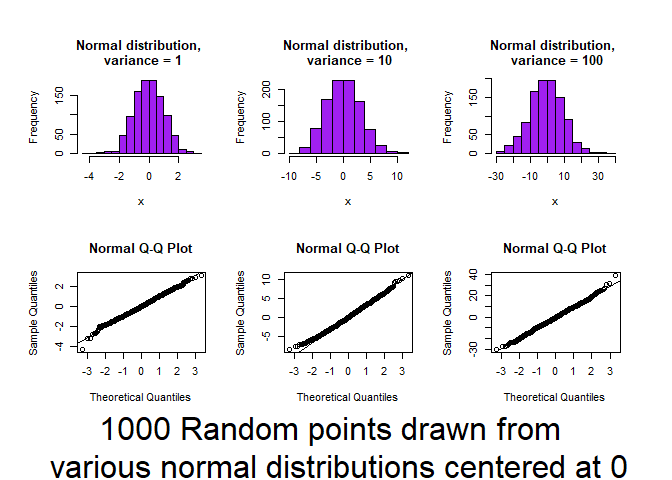 Normal distribution, variance = 1
Normal distribution, variance = 10
Normal distribution, variance = 100
Frequency
0
50
150
-4 -2 0 2
x
Frequency
0
50
100
200
-10 -5 0 5 10
x
Frequency
0
50
150
-30 -10 0 10 30
x
Normal Q-Q Plot
Sample Quantiles
-4
-2
0
2
-3 -2 -1 0 1 2 3
Theoretical Quantiles
Normal Q-Q Plot
Sample Quantiles
-5
0
5
10
-3 -2 -1 0 1 2 3
Theoretical Quantiles
Normal Q-Q Plot
Sample Quantiles
-30
0
20
40
-3 -2 -1 0 1 2 3
Theoretical Quantiles
1000 Random points drawn from
various normal distributions centered at 0